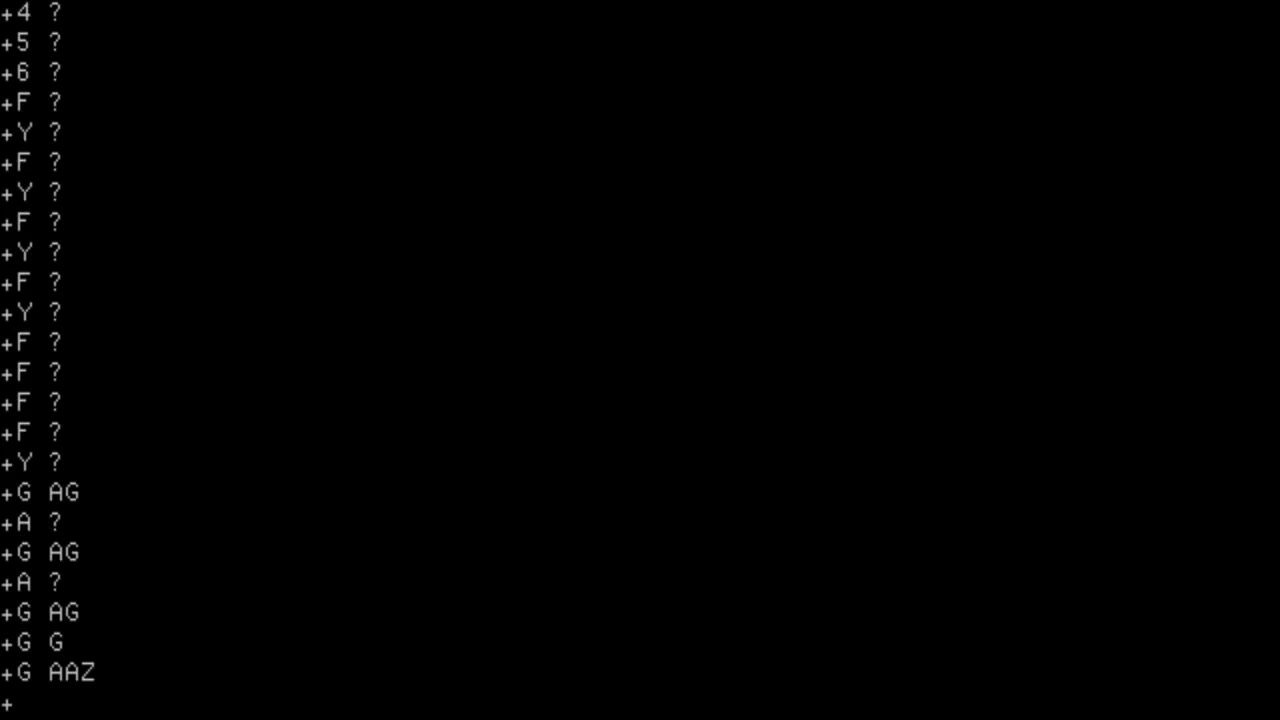 +4 ?
+5 ?
+6 ?
+F ?
+Y ?
+F ?
+Y ?
+F ?
+Y ?
+F ?
+Y ?
+F ?
+F ?
+F ?
+F ?
+Y ?
+G AG
+A ?
+G AG
+A ?
+G AG
+G G
+G AAZ
+